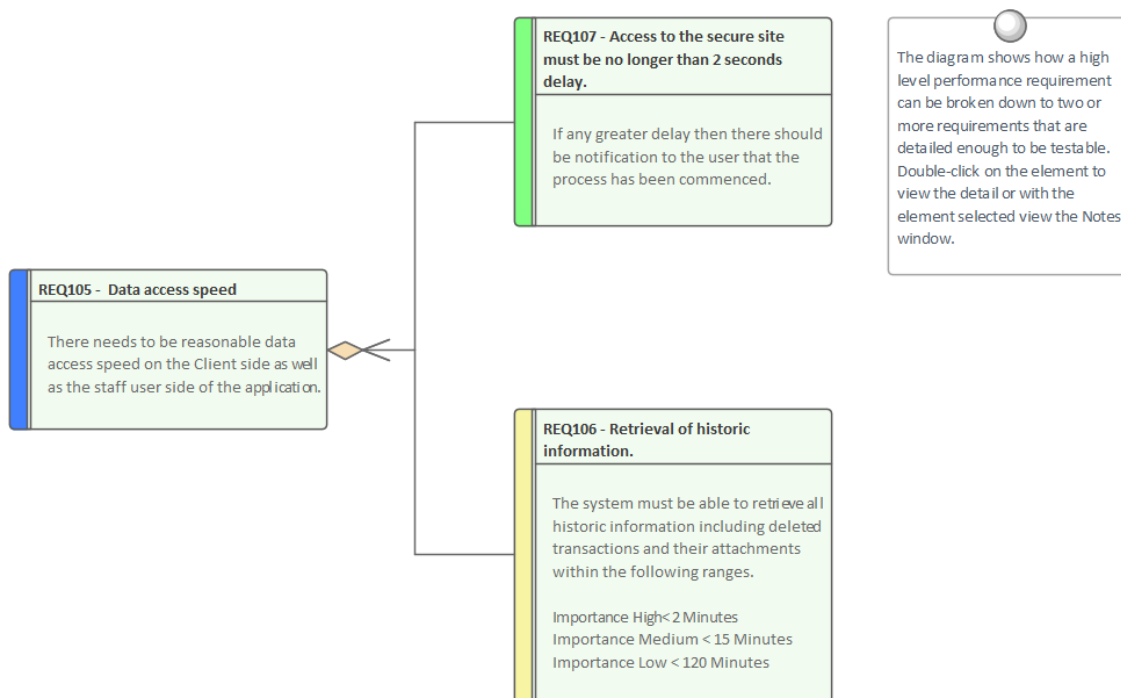 REQ107 - Access to the secure site
must be no longer than 2 seconds
delay.
If any greater delay then there should
be notification to the user that the
process has been commenced.
The diagram shows how a high
level performance requirement
can be broken down to two or
more requirements that are
detailed enough to be testable.
Double-click on the element to
view the detail or with the
element selected view the Notes
window.
REQ105 - Data access speed
There needs to be reasonable data
access speed on the Client side as well
as the staff user side of the application.
REQ106 - Retrieval of historic
information.
The system must be able to retrieve all
historic information including deleted
transactions and their attachments
within the following ranges.
Importance High< 2 Minutes
Importance Medium < 15 Minutes
Importance Low < 120 Minutes